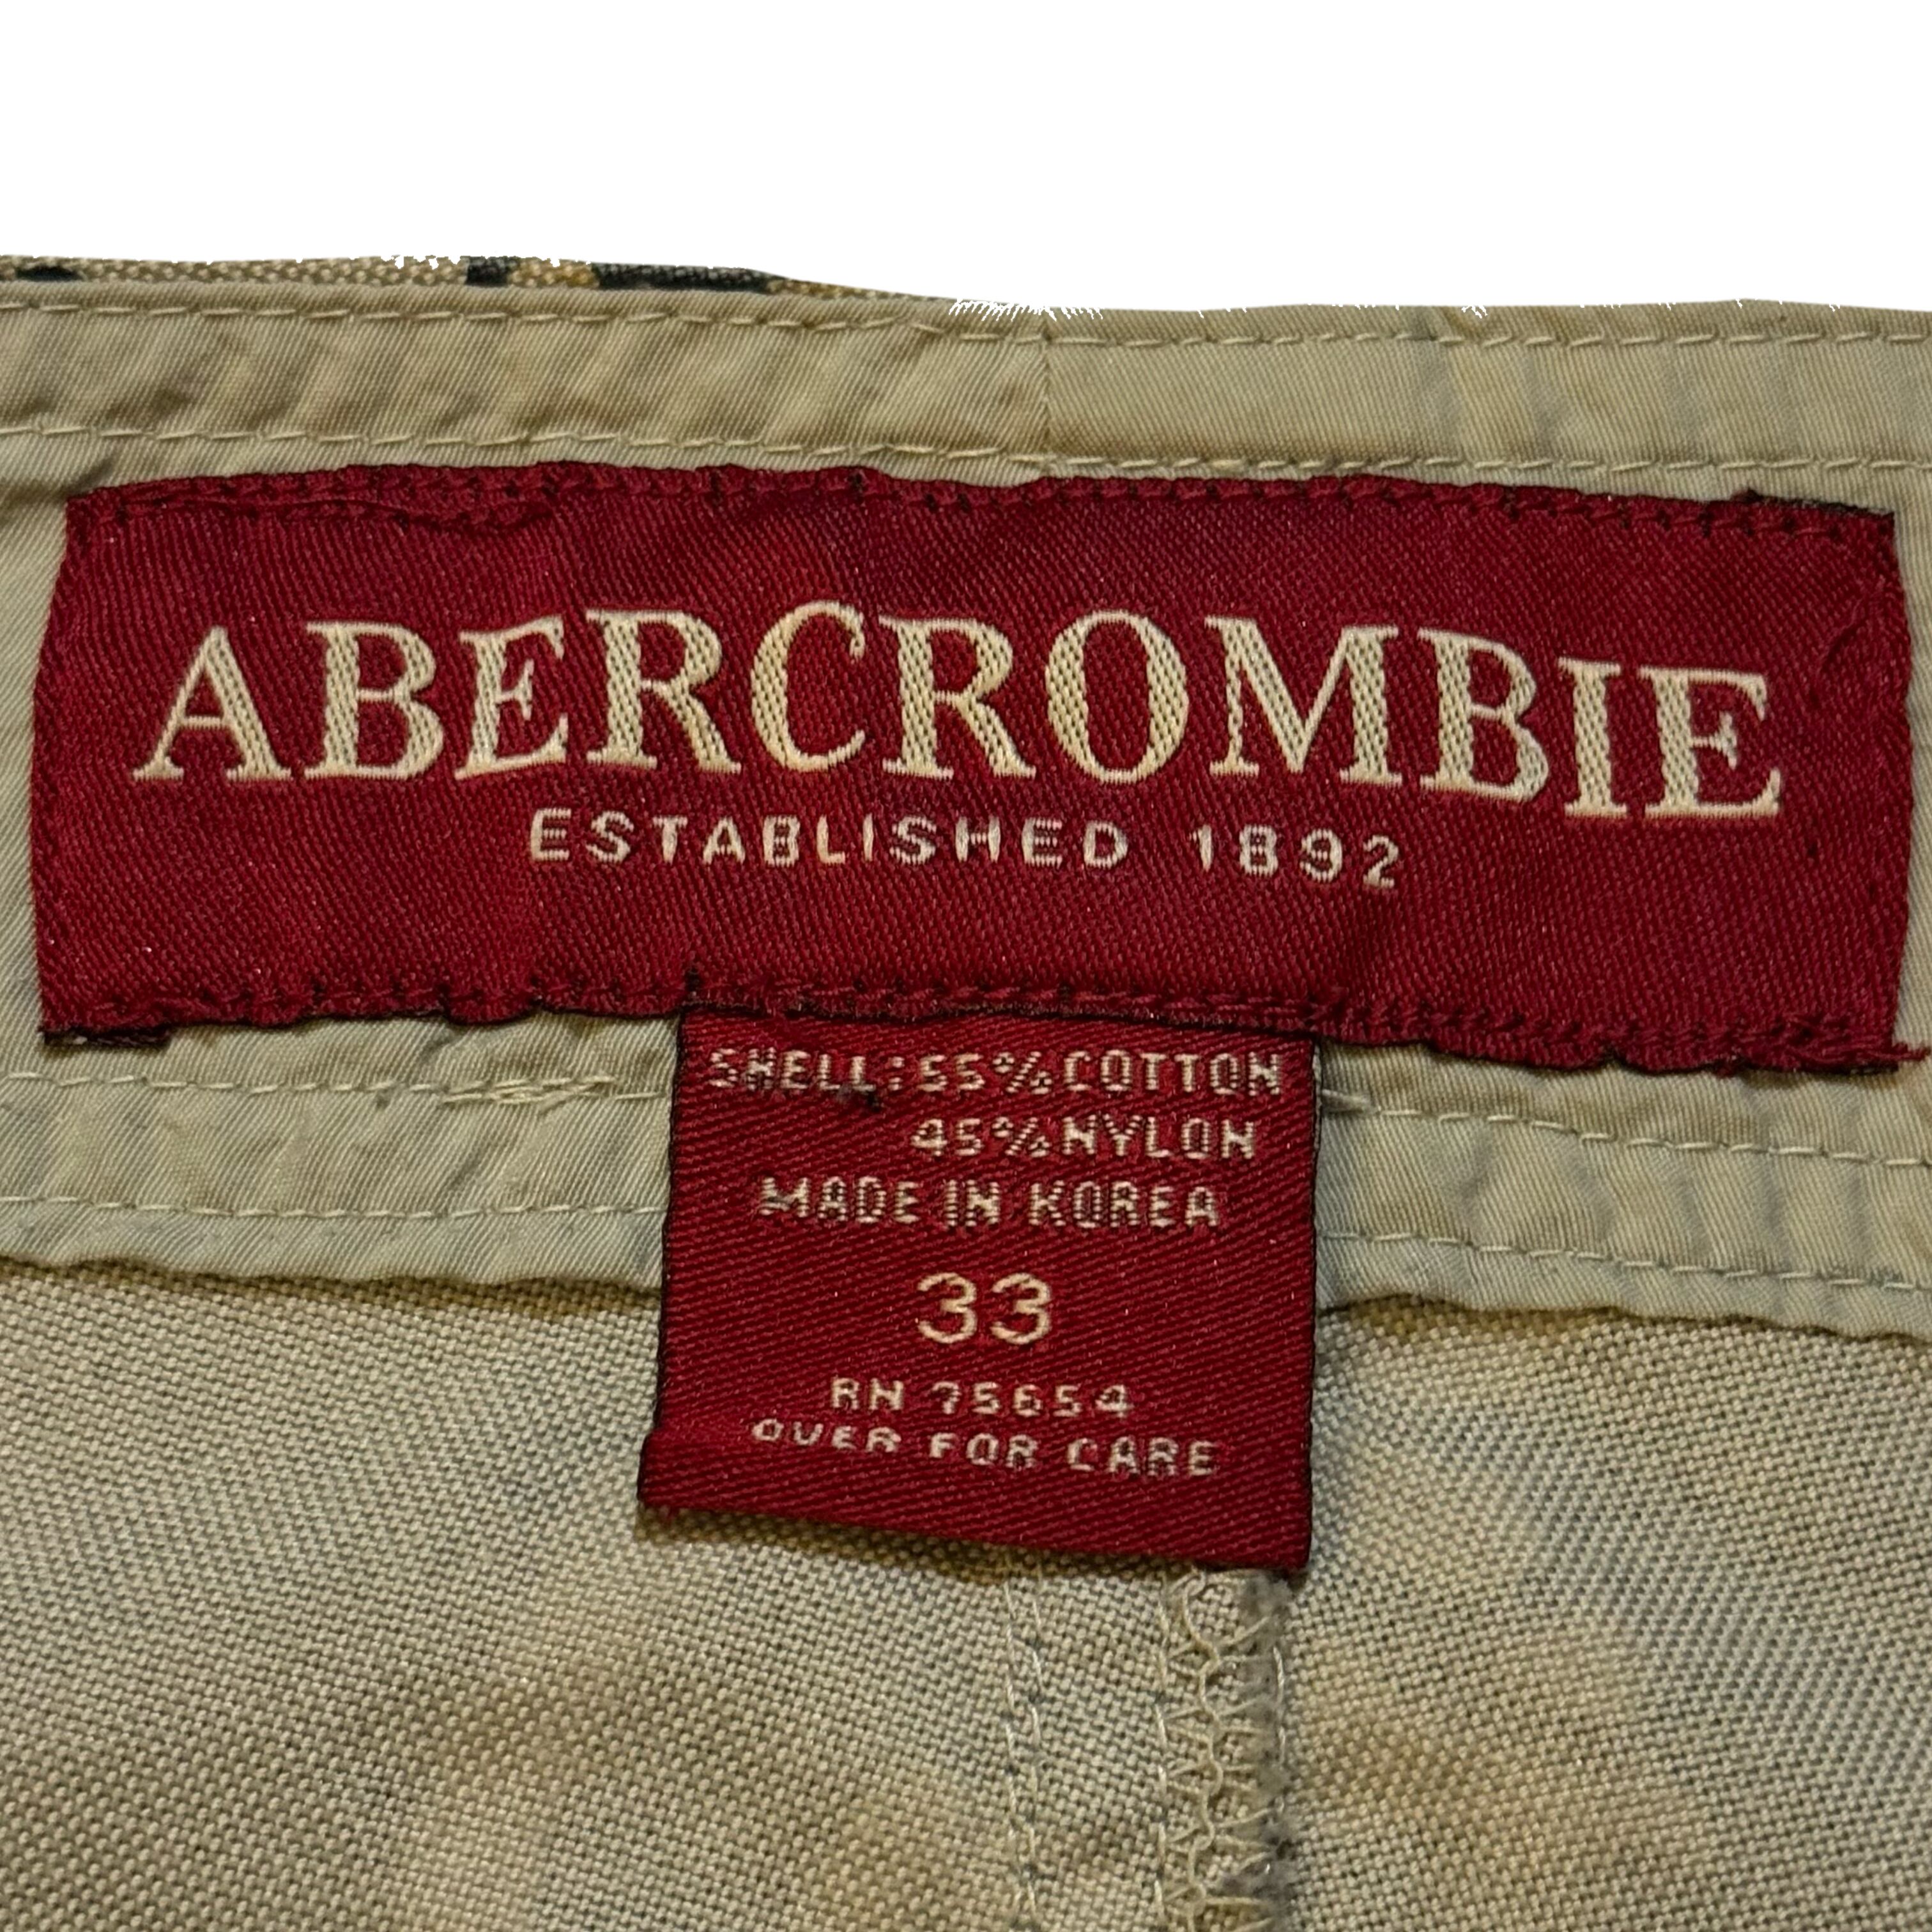 ABERCROMBIE
ESTABLISHED 1892
SHELL: 55% COTTON
45% NYLON
MADE IN KOREA
33
RN 75654
OVER FOR CARE